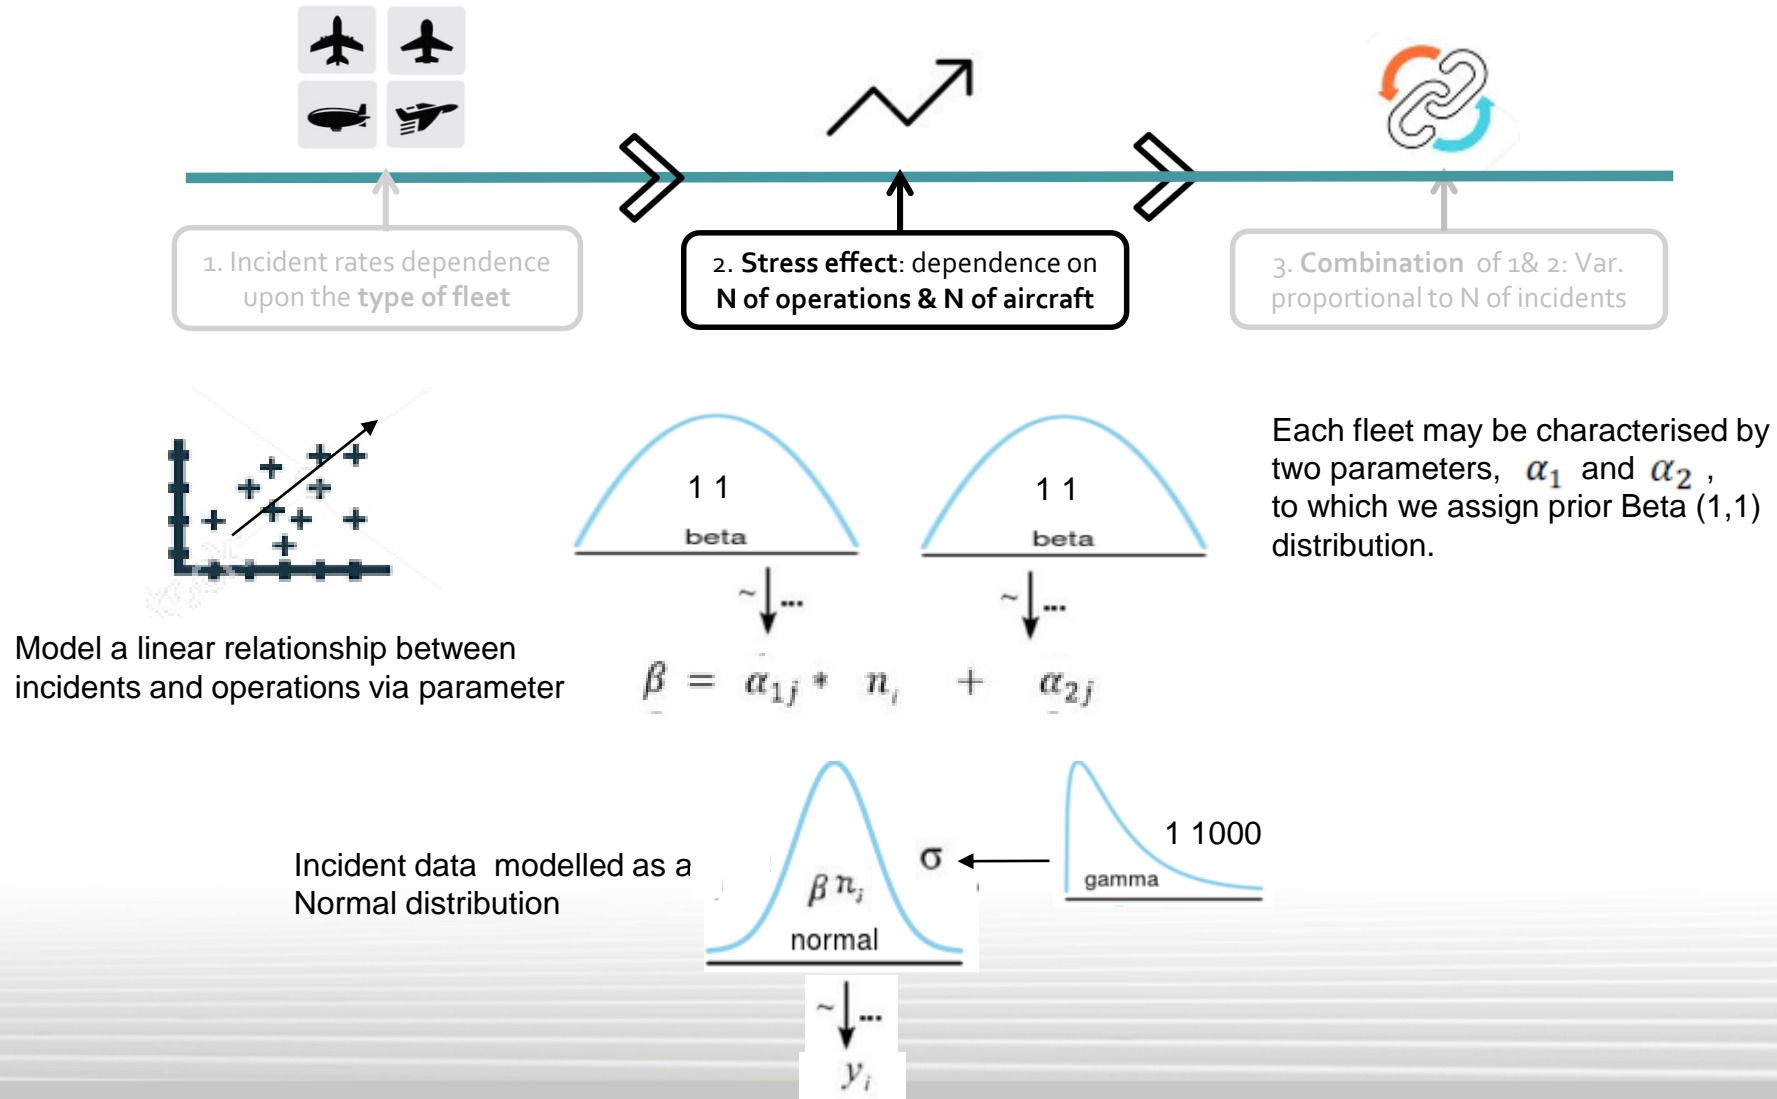 1. Incident rates dependence
upon the type of fleet
2. Stress effect: dependence on
N of operations & N of aircraft
3. Combination of 1& 2: Var.
proportional to N of incidents
1 1
beta
1 1
beta
Each fleet may be characterised by
two parameters, α₁ and α₂ ,
to which we assign prior Beta (1,1)
distribution.
~ ...
~ ...
Model a linear relationship between
incidents and operations via parameter
β = α₁ⱼ * nᵢ + α₂ⱼ
Incident data modelled as a
Normal distribution
β nᵢ
normal
σ
1 1000
gamma
~ ...
yᵢ